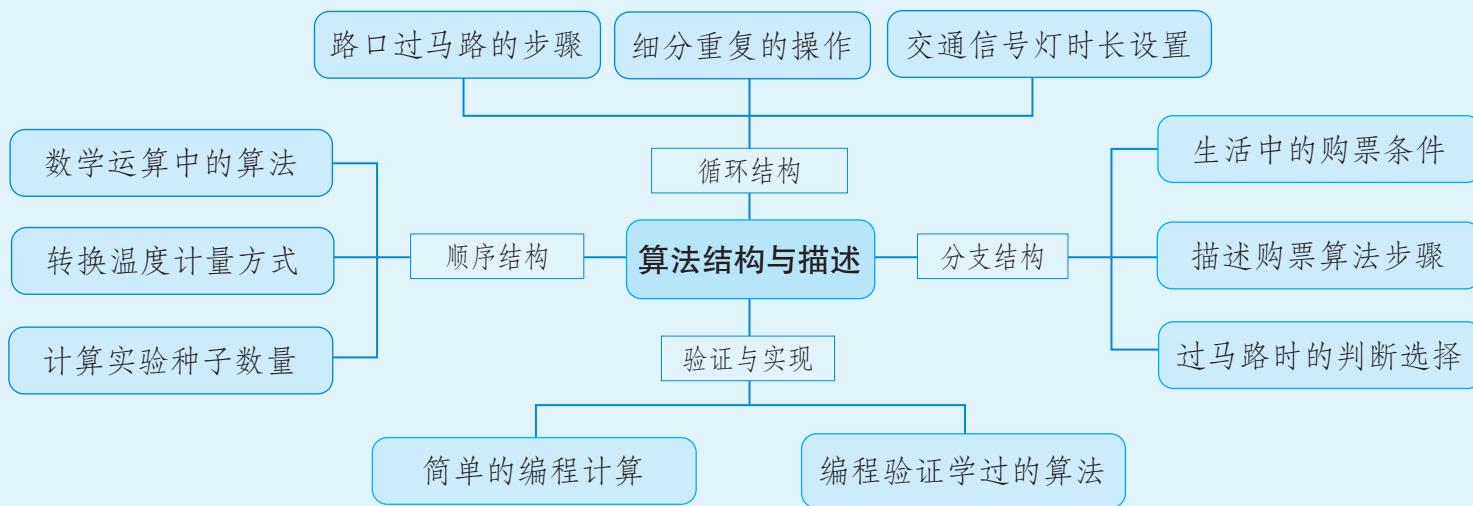 路口过马路的步骤
细分重复的操作
交通信号灯时长设置
循环结构
数学运算中的算法
转换温度计量方式
计算实验种子数量
顺序结构
算法结构与描述
分支结构
生活中的购票条件
描述购票算法步骤
过马路时的判断选择
验证与实现
简单的编程计算
编程验证学过的算法